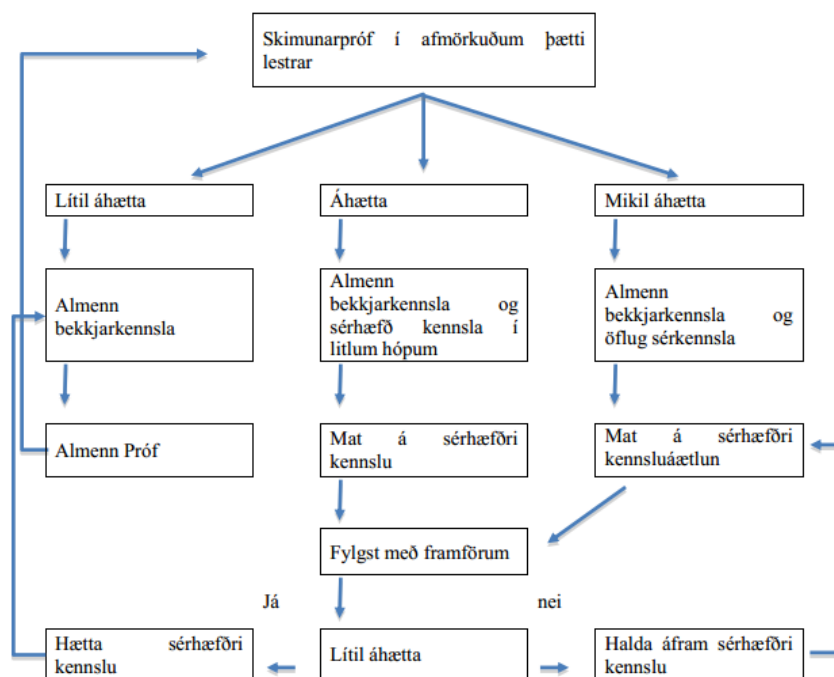 Skimunarpróf í afmörkuðum þætti
lestrar
Lítil áhætta
Áhætta
Mikil áhætta
Almenn
bekkjarkennsla
Almenn
bekkjarkennsla og
sérhæfð kennsla í
litlum hópum
Almenn
bekkjarkennsla og
öflug sérkennsla
Almenn Próf
Mat á sérhæfðri
kennslu
Mat á sérhæfðri
kennsluáætlun
Fylgst með framförum
Já
nei
Hætta sérhæfðri
kennslu
Lítil áhætta
Halda áfram sérhæfðri
kennslu